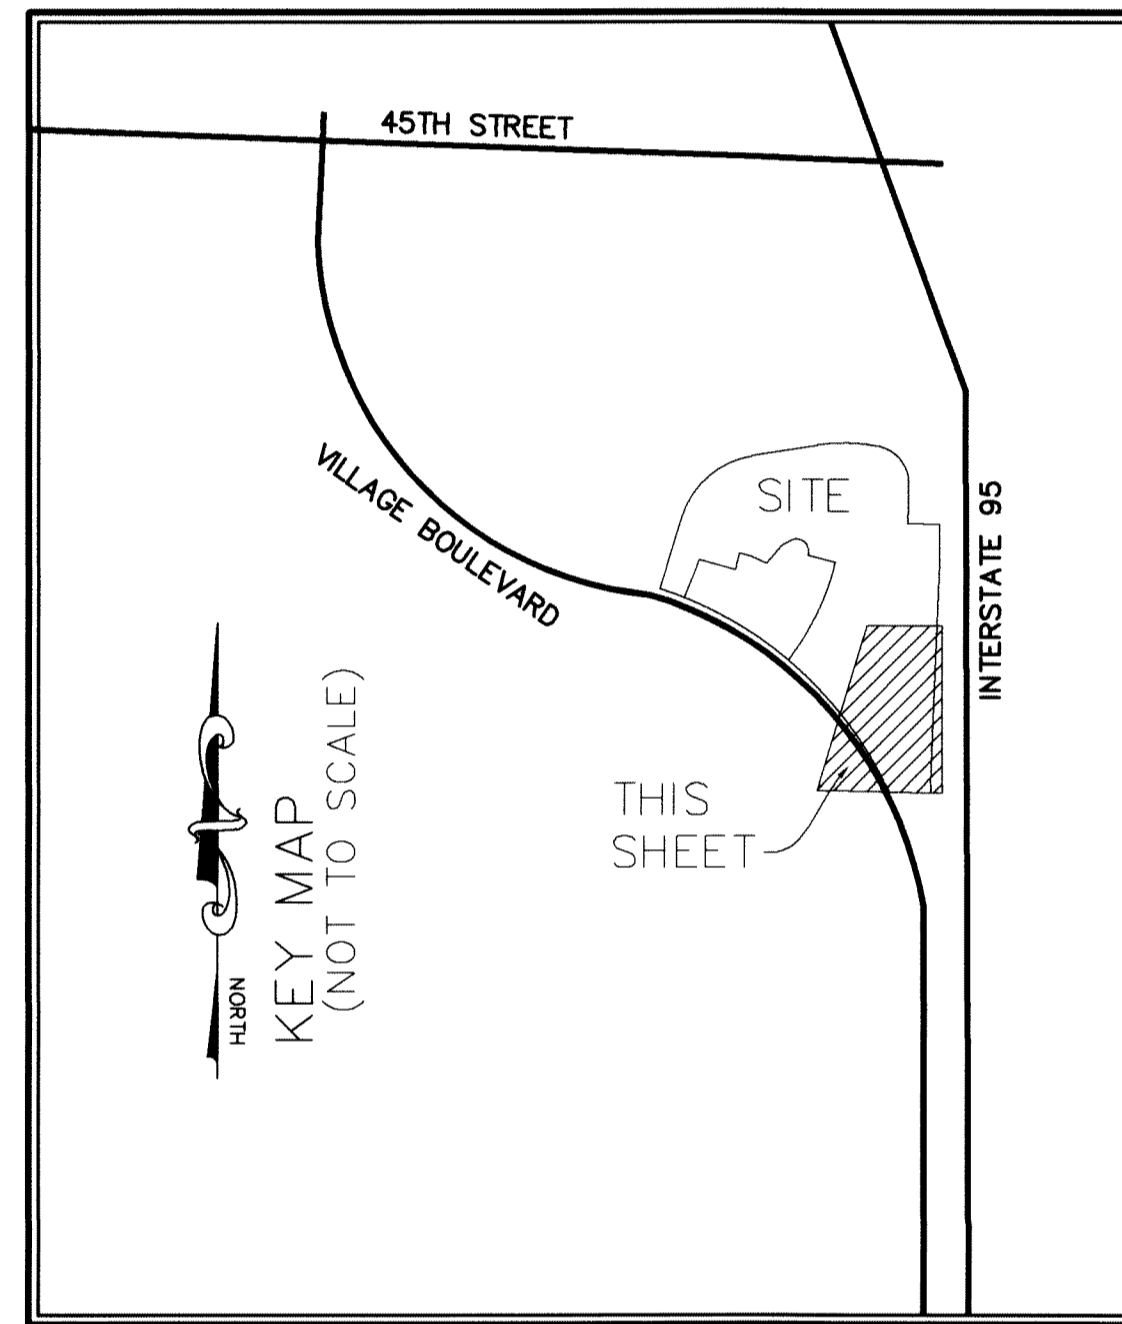 45TH STREET
VILLAGE BOULEVARD
SITE
INTERSTATE 95
THIS
SHEET
KEY MAP
(NOT TO SCALE)
NORTH